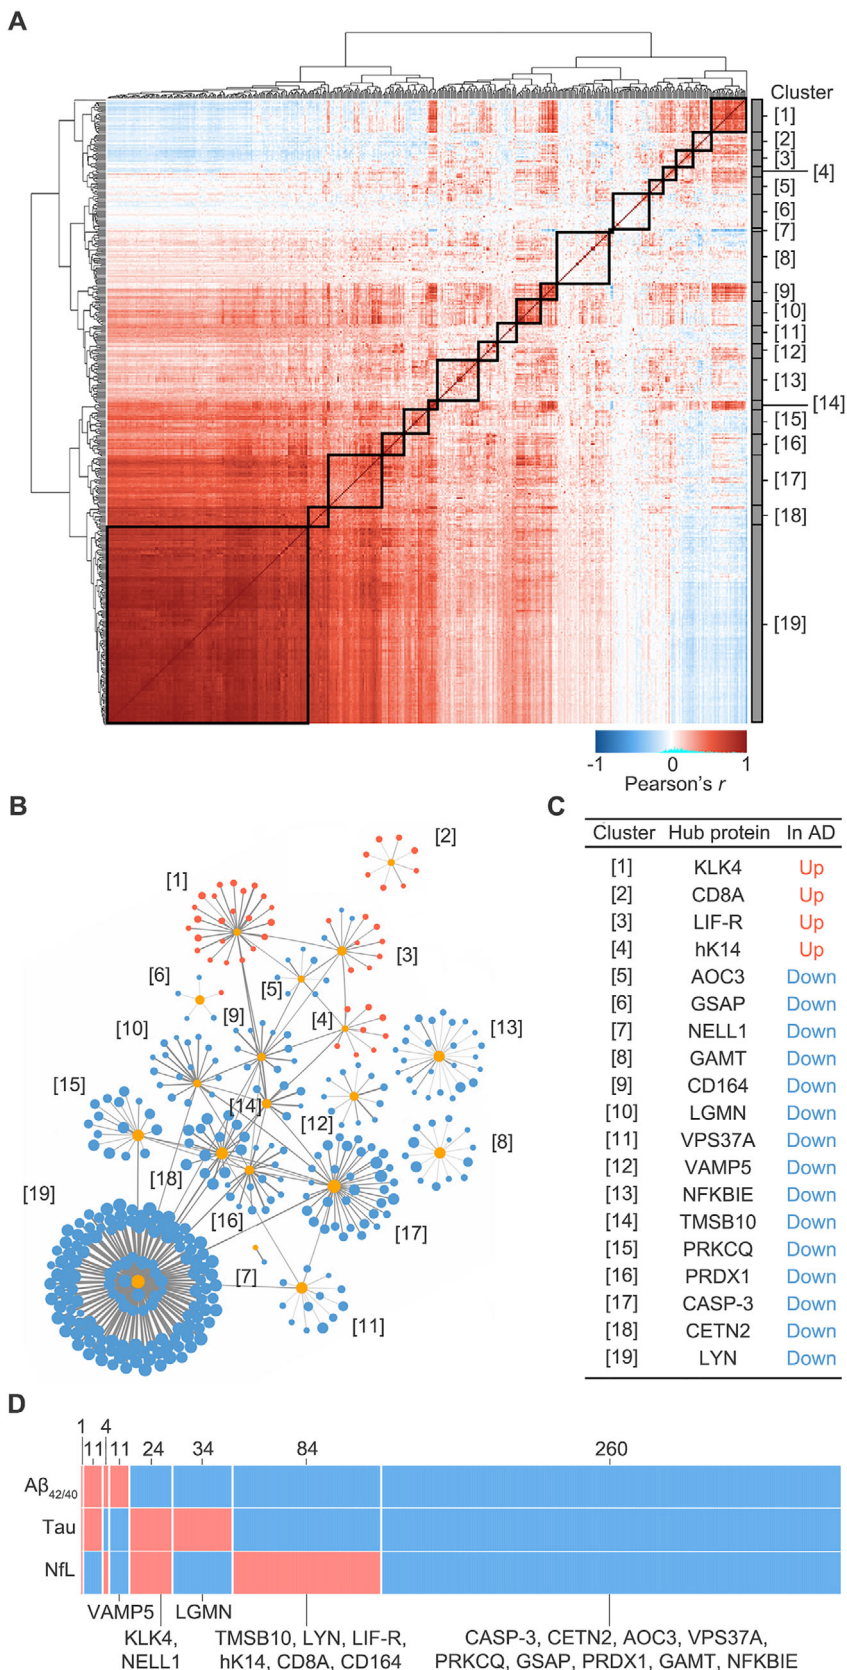 A
Cluster
[1]
[2]
[3]
[4]
[5]
[6]
[7]
[8]
[9]
[10]
[11]
[12]
[13]
[14]
[15]
[16]
[17]
[18]
[19]
-1 0 1
Pearson's r
B
[2]
[1]
[3]
[6]
[5]
[9]
[4]
[10]
[13]
[15]
[14]
[12]
[8]
[18]
[19]
[16]
[17]
[7]
[11]
C
Cluster Hub protein In AD
[1] KLK4 Up
[2] CD8A Up
[3] LIF-R Up
[4] hK14 Up
[5] AOC3 Down
[6] GSAP Down
[7] NELL1 Down
[8] GAMT Down
[9] CD164 Down
[10] LGMN Down
[11] VPS37A Down
[12] VAMP5 Down
[13] NFKBIE Down
[14] TMSB10 Down
[15] PRKCQ Down
[16] PRDX1 Down
[17] CASP-3 Down
[18] CETN2 Down
[19] LYN Down
D
1 4
11 11 24 34 84 260
Aβ42/40
Tau
NfL
VAMP5 LGMN
KLK4, TMSB10, LYN, LIF-R, CASP-3, CETN2, AOC3, VPS37A,
NELL1 hK14, CD8A, CD164 PRKCQ, GSAP, PRDX1, GAMT, NFKBIE